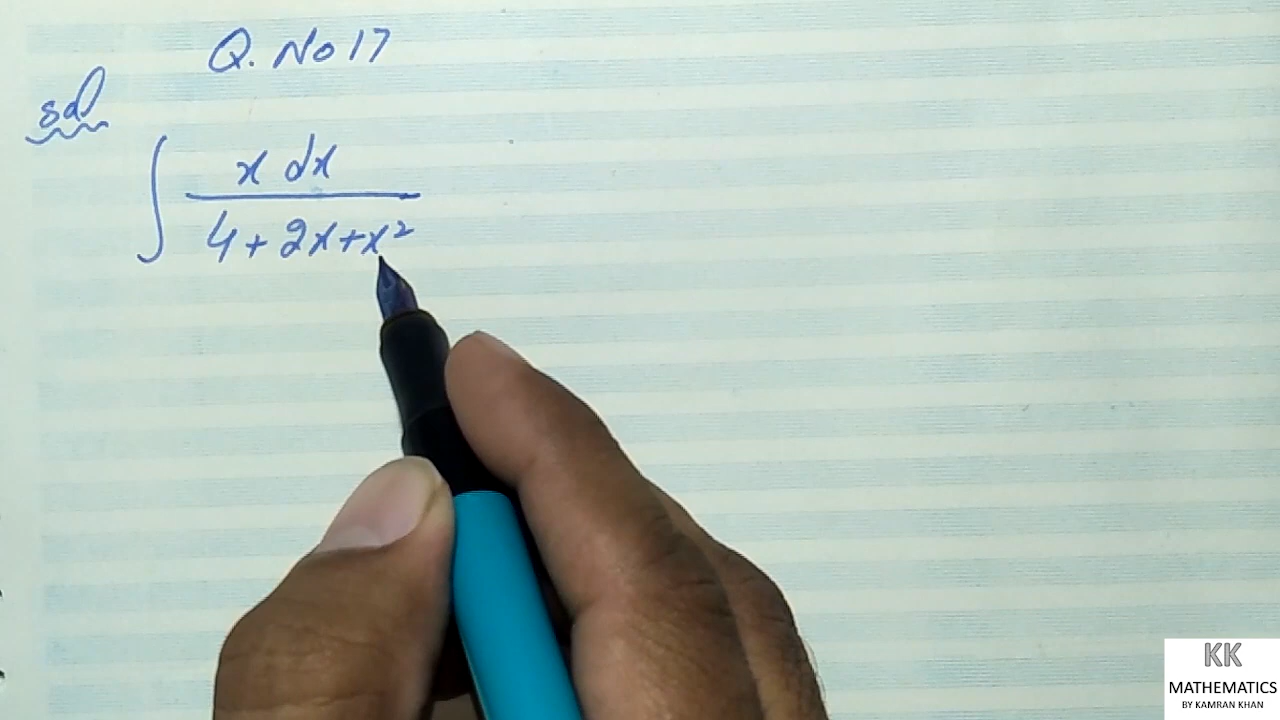 Q. No 17
sol
∫ x dx / 4 + 2x + x²
KK
MATHEMATICS
BY KAMRAN KHAN